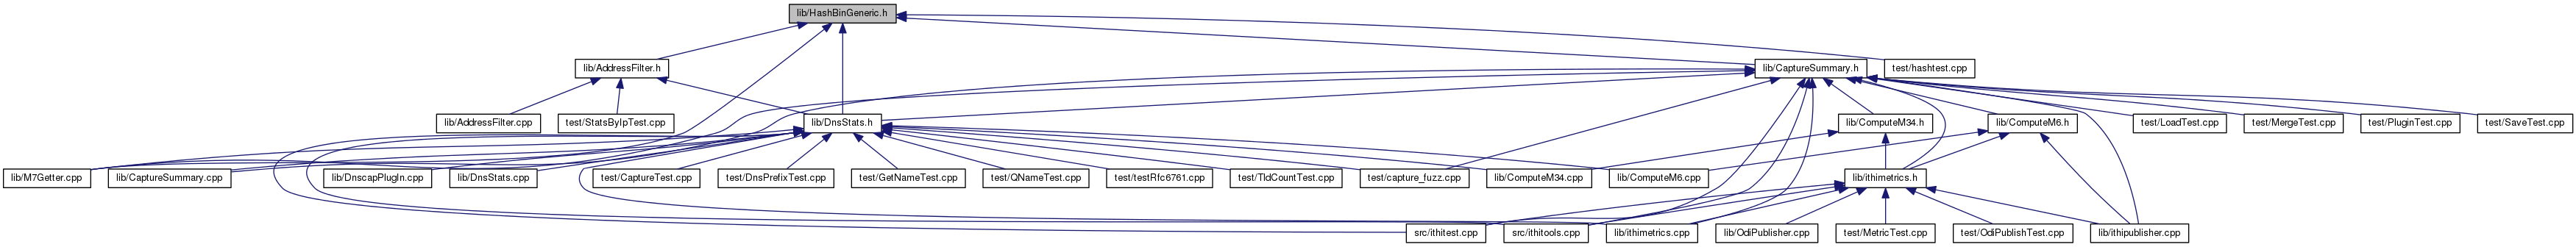 lib/HashBinGeneric.h
lib/AddressFilter.h
lib/CaptureSummary.h
test/hashtest.cpp
lib/AddressFilter.cpp
test/StatsByIpTest.cpp
lib/DnsStats.h
lib/ComputeM34.h
lib/ComputeM6.h
test/LoadTest.cpp
test/MergeTest.cpp
test/PluginTest.cpp
test/SaveTest.cpp
lib/M7Getter.cpp
lib/CaptureSummary.cpp
lib/DnscapPlugIn.cpp
lib/DnsStats.cpp
test/CaptureTest.cpp
test/DnsPrefixTest.cpp
test/GetNameTest.cpp
test/QNameTest.cpp
test/testRfc6761.cpp
test/TldCountTest.cpp
test/capture_fuzz.cpp
lib/ComputeM34.cpp
lib/ComputeM6.cpp
lib/ithimetrics.h
src/ithitest.cpp
src/ithitools.cpp
lib/ithimetrics.cpp
lib/OdiPublisher.cpp
test/MetricTest.cpp
test/OdiPublishTest.cpp
lib/ithipublisher.cpp